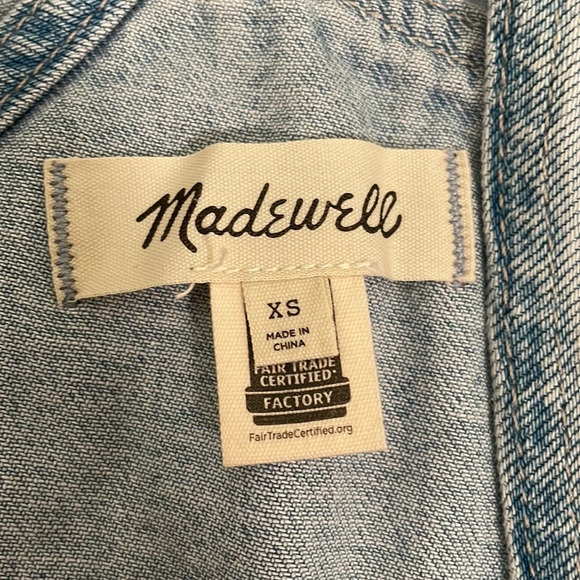 Madewell
XS
MADE IN
CHINA
FAIR TRADE
CERTIFIED
FACTORY
FairTradeCertified.org